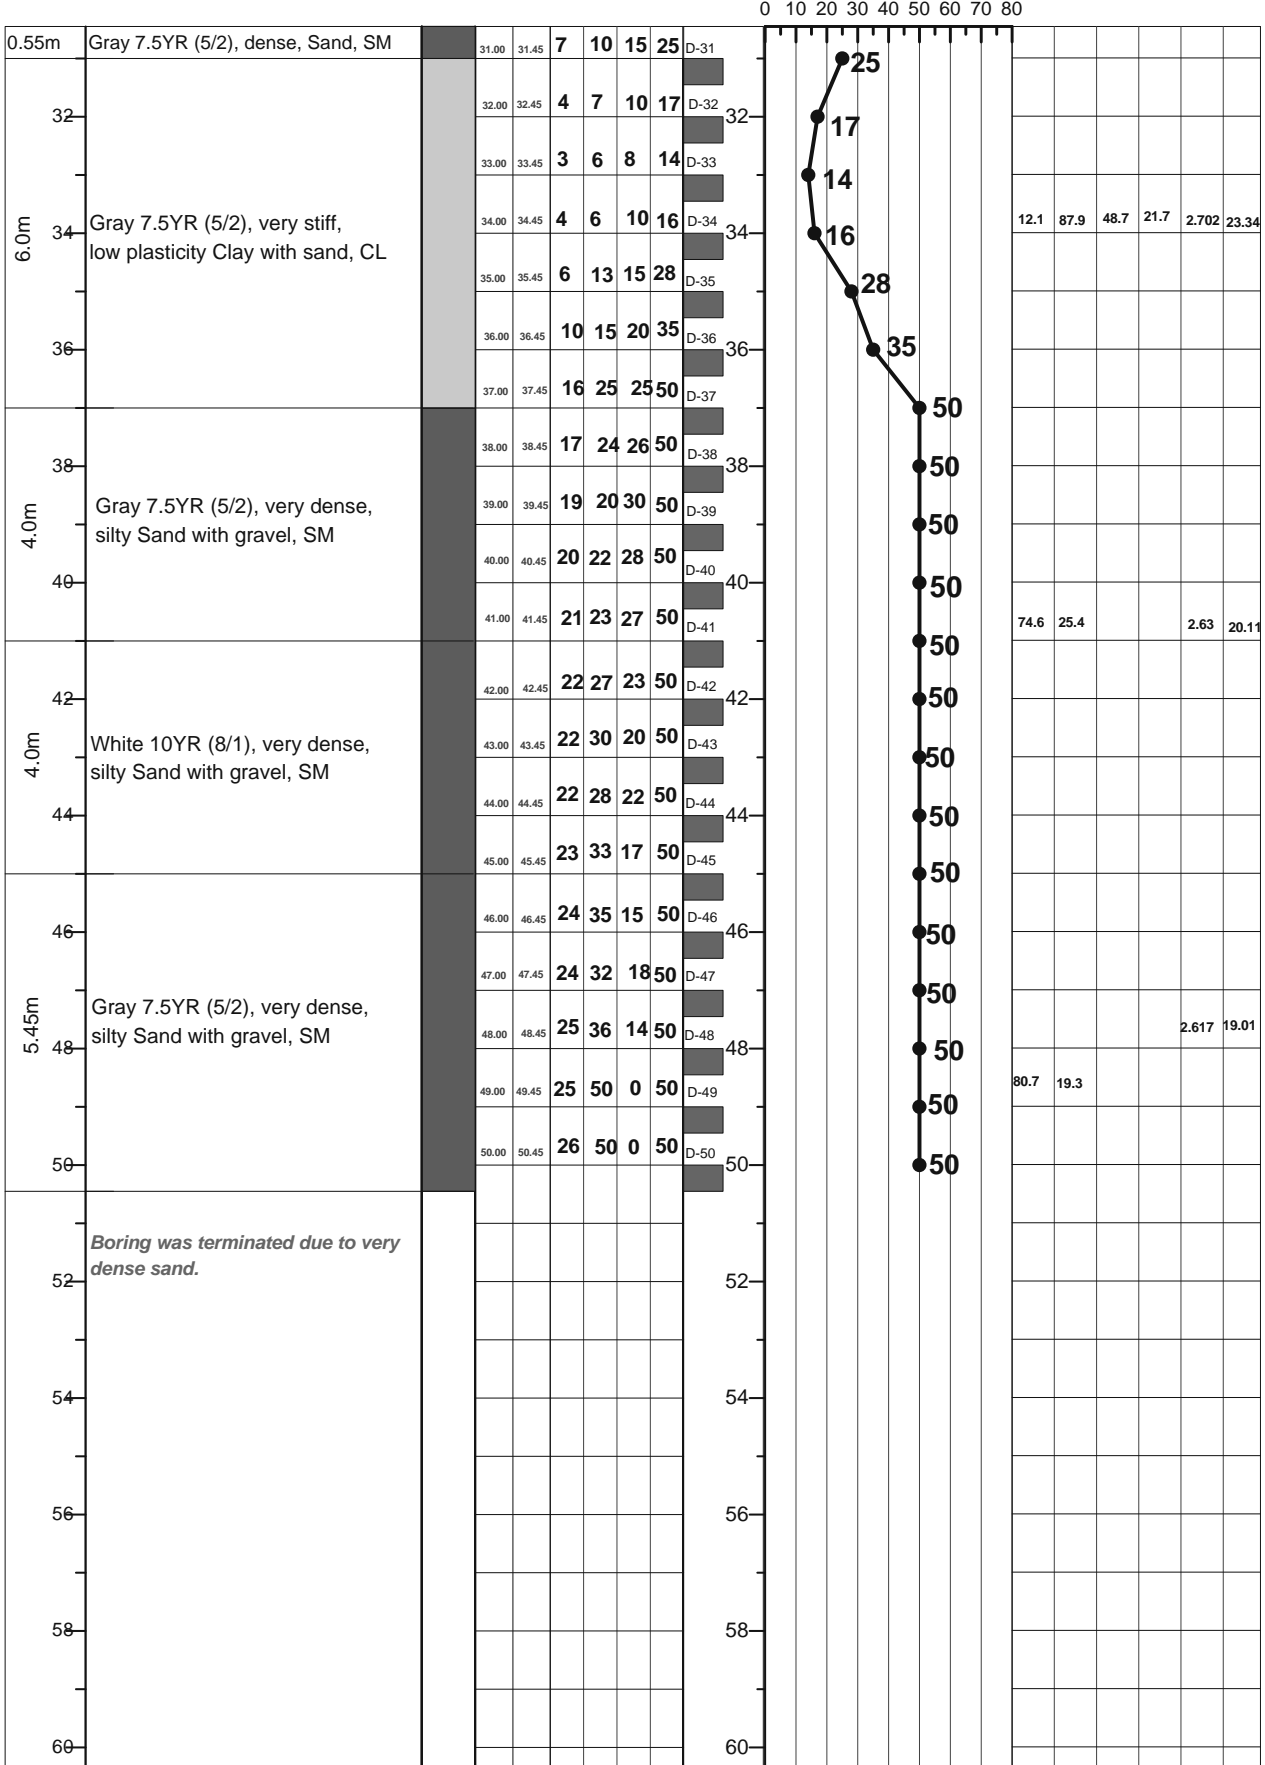 0 10 20 30 40 50 60 70 80
0.55m Gray 7.5YR (5/2), dense, Sand, SM 31.00 31.45 7 10 15 25 D-31
25
32 32.00 32.45 4 7 10 17 D-32 32 17
33.00 33.45 3 6 8 14 D-33 14
6.0m
34 Gray 7.5YR (5/2), very stiff, 34.00 34.45 4 6 10 16 D-34 34 16 12.1 87.9 48.7 21.7 2.702 23.34
low plasticity Clay with sand, CL
35.00 35.45 6 13 15 28 D-35 28
36 36.00 36.45 10 15 20 35 D-36 36 35
37.00 37.45 16 25 25 50 D-37 50
38 38.00 38.45 17 24 26 50 D-38 38 50
4.0m
Gray 7.5YR (5/2), very dense, 39.00 39.45 19 20 30 50 D-39 50
silty Sand with gravel, SM
40 40.00 40.45 20 22 28 50 D-40 40 50
41.00 41.45 21 23 27 50 D-41 50 74.6 25.4 2.63 20.11
42 42.00 42.45 22 27 23 50 D-42 42 50
4.0m
White 10YR (8/1), very dense, 43.00 43.45 22 30 20 50 D-43 50
silty Sand with gravel, SM
44 44.00 44.45 22 28 22 50 D-44 44 50
45.00 45.45 23 33 17 50 D-45 50
46 46.00 46.45 24 35 15 50 D-46 46 50
47.00 47.45 24 32 18 50 D-47 50
5.45m
Gray 7.5YR (5/2), very dense,
silty Sand with gravel, SM
48 48.00 48.45 25 36 14 50 D-48 48 50 2.617 19.01
49.00 49.45 25 50 0 50 D-49 50 80.7 19.3
50 50.00 50.45 26 50 0 50 D-50 50 50
Boring was terminated due to very
dense sand.
52 52
54 54
56 56
58 58
60 60